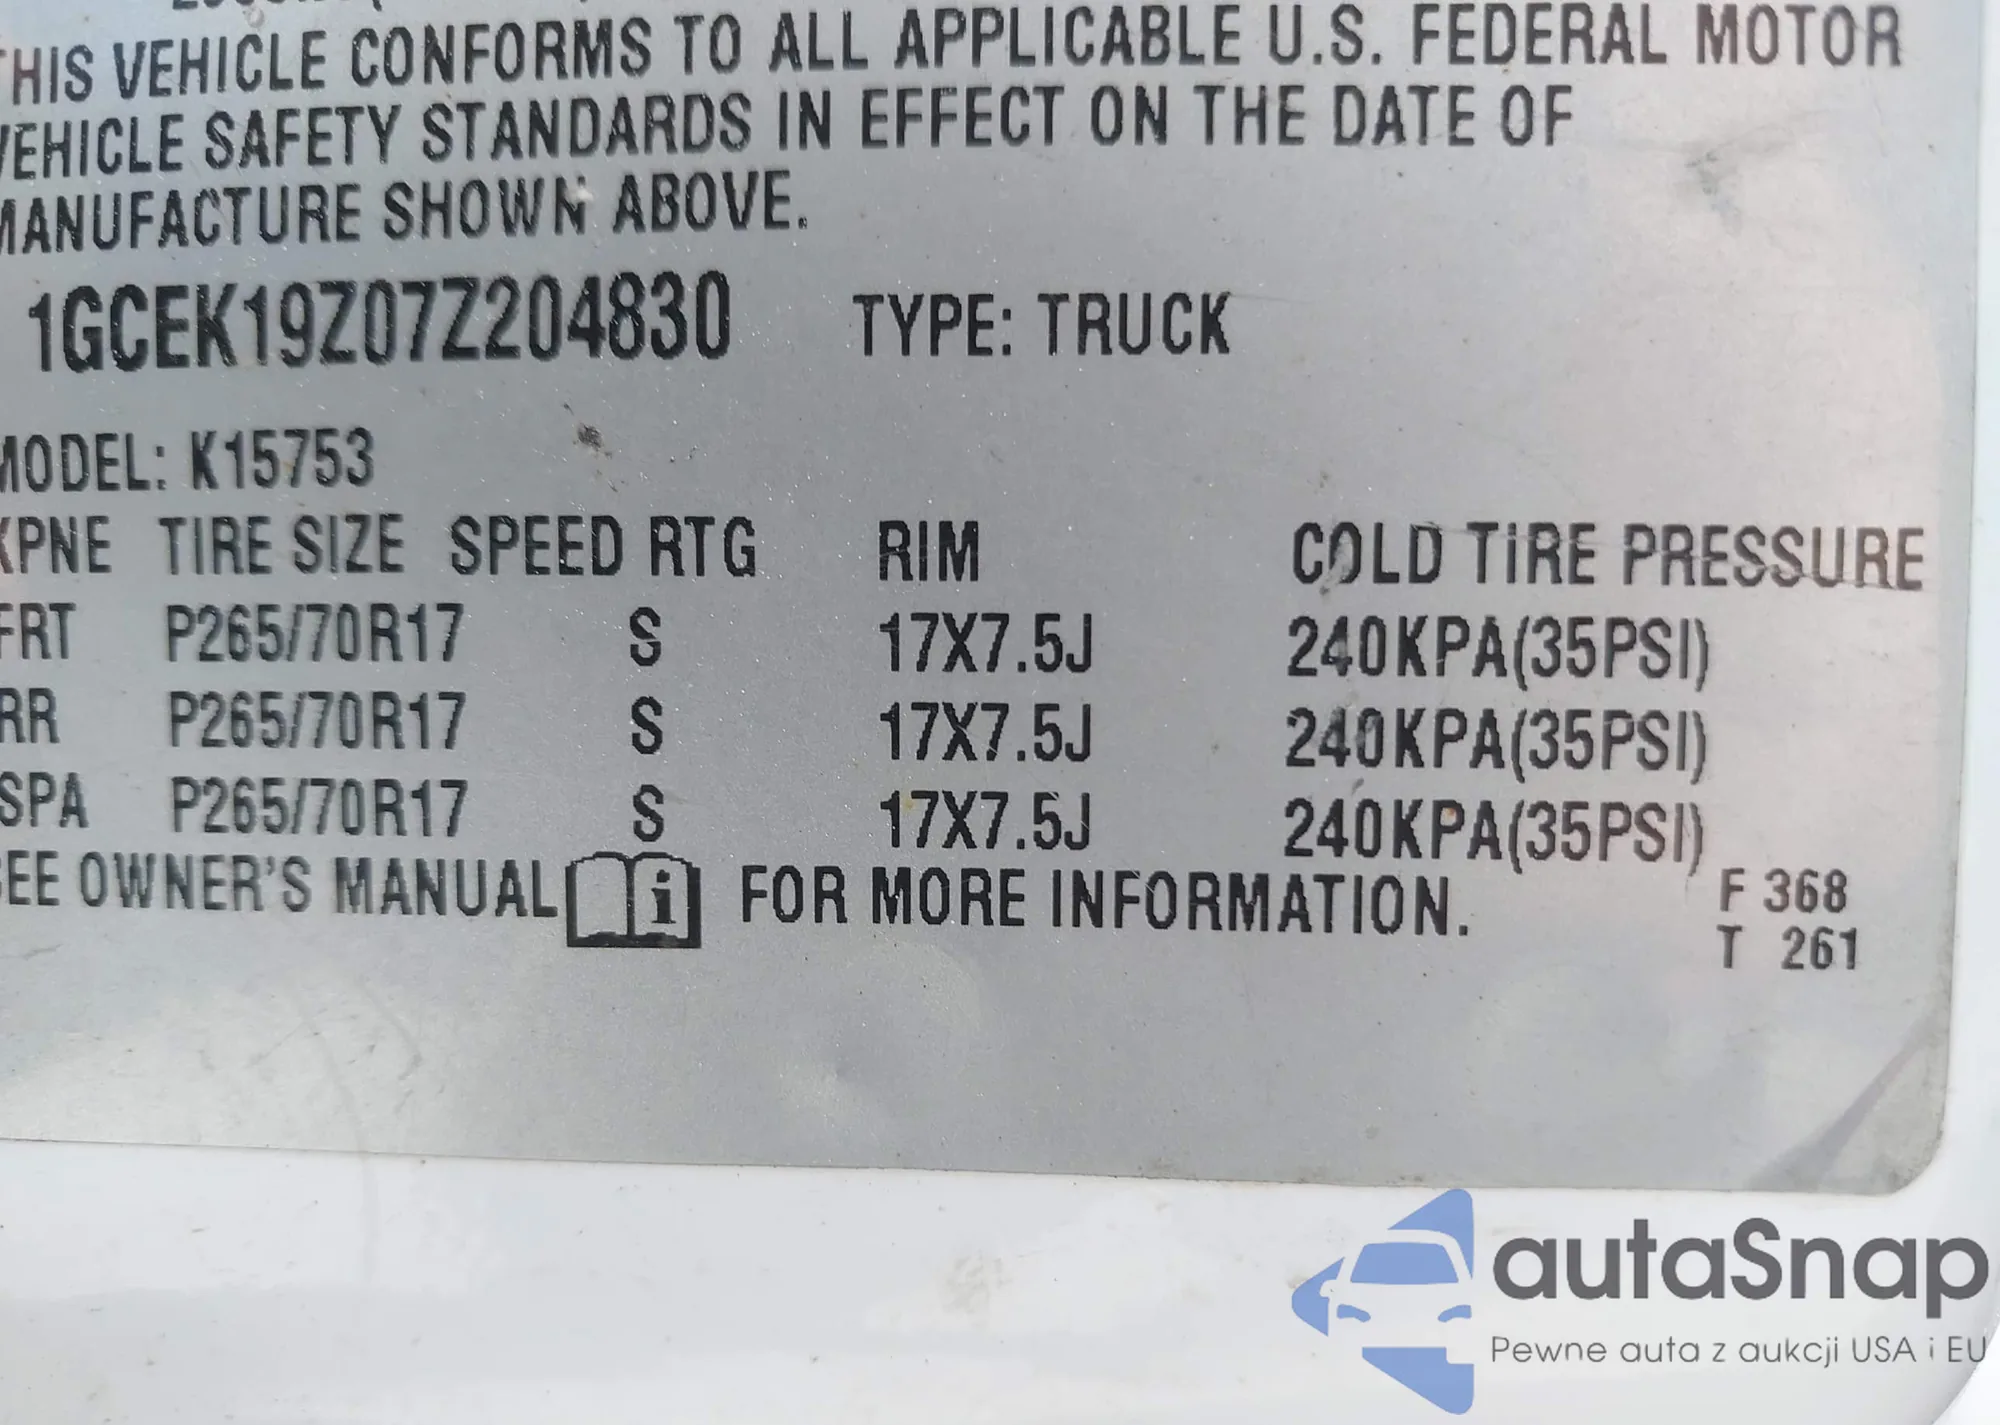 THIS VEHICLE CONFORMS TO ALL APPLICABLE U.S. FEDERAL MOTOR
VEHICLE SAFETY STANDARDS IN EFFECT ON THE DATE OF
MANUFACTURE SHOWN ABOVE.
1GCEK19Z07Z204830 TYPE: TRUCK
MODEL: K15753
KPNE TIRE SIZE SPEED RTG RIM COLD TIRE PRESSURE
FRT P265/70R17 S 17X7.5J 240KPA(35PSI)
RR P265/70R17 S 17X7.5J 240KPA(35PSI)
SPA P265/70R17 S 17X7.5J 240KPA(35PSI)
SEE OWNER'S MANUAL i FOR MORE INFORMATION.
F 368
T 261
autaSnap
Pewne auta z aukcji USA i EU